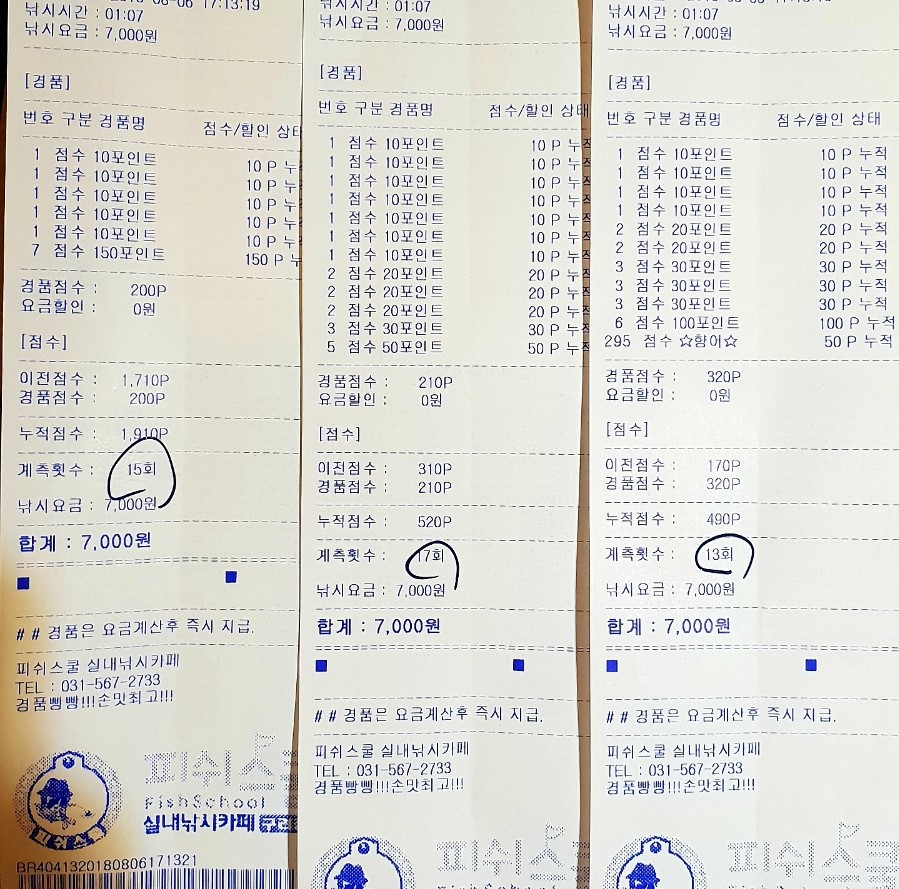 17:13:19
낚시시간 : 01:07
낚시요금 : 7,000원
[경품]
번호 구분 경품명 점수/할인 상태
1 점수 10포인트 10 P 누적
1 점수 10포인트 10 P 누적
1 점수 10포인트 10 P 누적
1 점수 10포인트 10 P 누적
1 점수 10포인트 10 P 누적
7 점수 150포인트 150 P 누
경품점수 : 200P
요금할인 : 0원
[점수]
이전점수 : 1,710P
경품점수 : 200P
누적점수 : 1,910P
계측횟수 : 15회
낚시요금 : 7,000원
합계 : 7,000원
## 경품은 요금계산후 즉시 지급.
피쉬스쿨 실내낚시카페
TEL : 031-567-2733
경품빵빵!!!손맛최고!!!
피쉬스쿨
피쉬스
FishSchool
실내낚시카페 구리
BR40413201808061​71321
낚시시간 : 01:07
낚시요금 : 7,000원
[경품]
번호 구분 경품명 점수/할인 상태
1 점수 10포인트 10 P 누적
1 점수 10포인트 10 P 누적
1 점수 10포인트 10 P 누적
1 점수 10포인트 10 P 누적
1 점수 10포인트 10 P 누적
1 점수 10포인트 10 P 누적
1 점수 10포인트 10 P 누적
2 점수 20포인트 20 P 누적
2 점수 20포인트 20 P 누적
2 점수 20포인트 20 P 누적
3 점수 30포인트 30 P 누적
5 점수 50포인트 50 P 누적
경품점수 : 210P
요금할인 : 0원
[점수]
이전점수 : 310P
경품점수 : 210P
누적점수 : 520P
계측횟수 : 17회
낚시요금 : 7,000원
합계 : 7,000원
## 경품은 요금계산후 즉시 지급.
피쉬스쿨 실내낚시카페
TEL : 031-567-2733
경품빵빵!!!손맛최고!!!
피쉬스
낚시시간 : 01:07
낚시요금 : 7,000원
[경품]
번호 구분 경품명 점수/할인 상태
1 점수 10포인트 10 P 누적
1 점수 10포인트 10 P 누적
1 점수 10포인트 10 P 누적
1 점수 10포인트 10 P 누적
2 점수 20포인트 20 P 누적
2 점수 20포인트 20 P 누적
3 점수 30포인트 30 P 누적
3 점수 30포인트 30 P 누적
3 점수 30포인트 30 P 누적
6 점수 100포인트 100 P 누적
295 점수 ☆향어☆ 50 P 누적
경품점수 : 320P
요금할인 : 0원
[점수]
이전점수 : 170P
경품점수 : 320P
누적점수 : 490P
계측횟수 : 13회
낚시요금 : 7,000원
합계 : 7,000원
## 경품은 요금계산후 즉시 지급.
피쉬스쿨 실내낚시카페
TEL : 031-567-2733
경품빵빵!!!손맛최고!!!
피쉬스